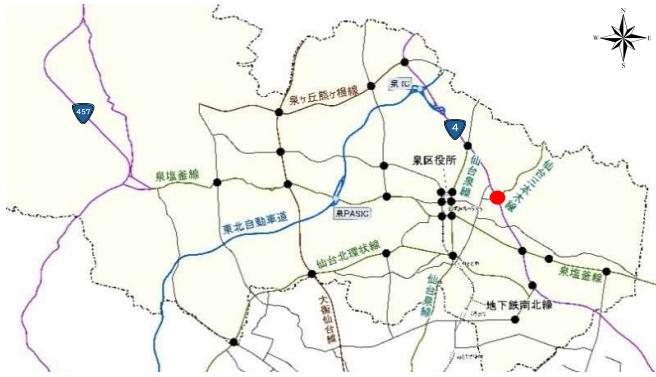 N
W
E
S
泉ヶ丘熊ヶ根線
泉IC
457
4
泉区役所
仙台泉線
仙台三本木線
泉塩釜線
泉PASIC
東北自動車道
仙台北環状線
泉塩釜線
大衡仙台線
仙台泉線
地下鉄南北線